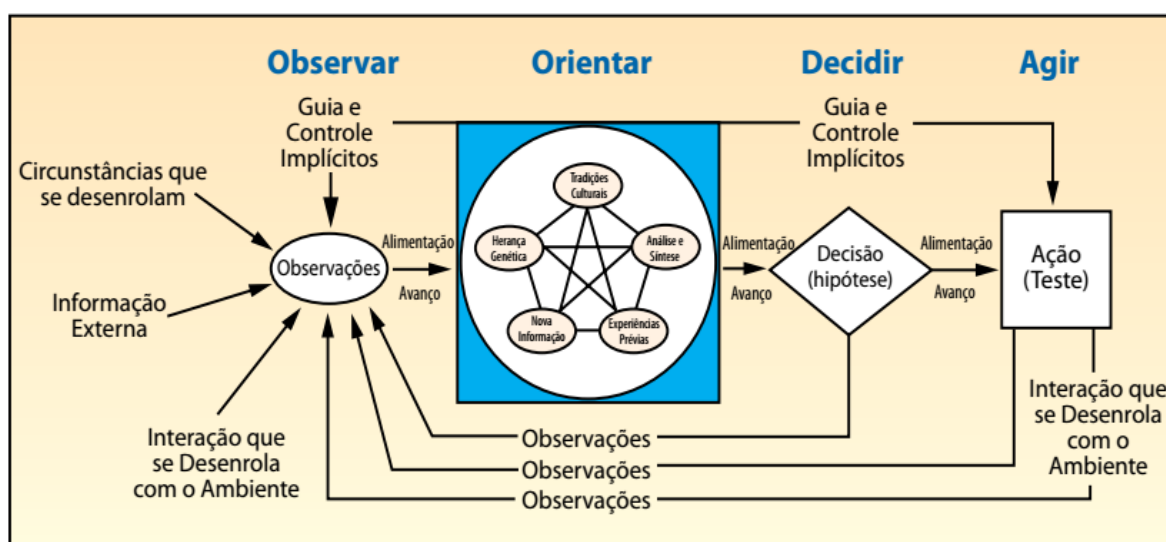 Observar
Orientar
Decidir
Agir
Guia e
Controle
Implícitos
Guia e
Controle
Implícitos
Circunstâncias que
se desenrolam
Observações
Informação
Externa
Interação que
se Desenrola
com o Ambiente
Alimentação
Avanço
Tradições
Culturais
Herança
Genética
Análise e
Síntese
Nova
Informação
Experiências
Prévias
Alimentação
Avanço
Decisão
(hipótese)
Alimentação
Avanço
Ação
(Teste)
Interação que
se Desenrola
com o
Ambiente
Observações
Observações
Observações